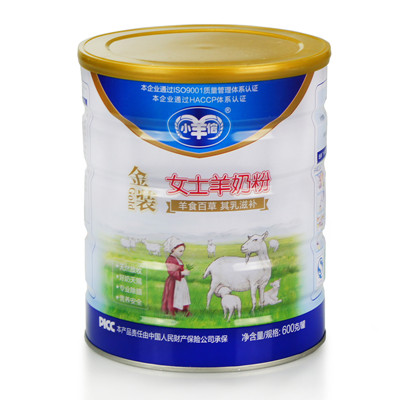 本企业通过ISO9001质量管理体系认证
本企业通过HACCP体系认证
小羊倌®
金装
女士羊奶粉
羊食百草 其乳滋补
PICC 本产品责任由中国人民财产保险公司承保
净含量/规格: 600克/罐